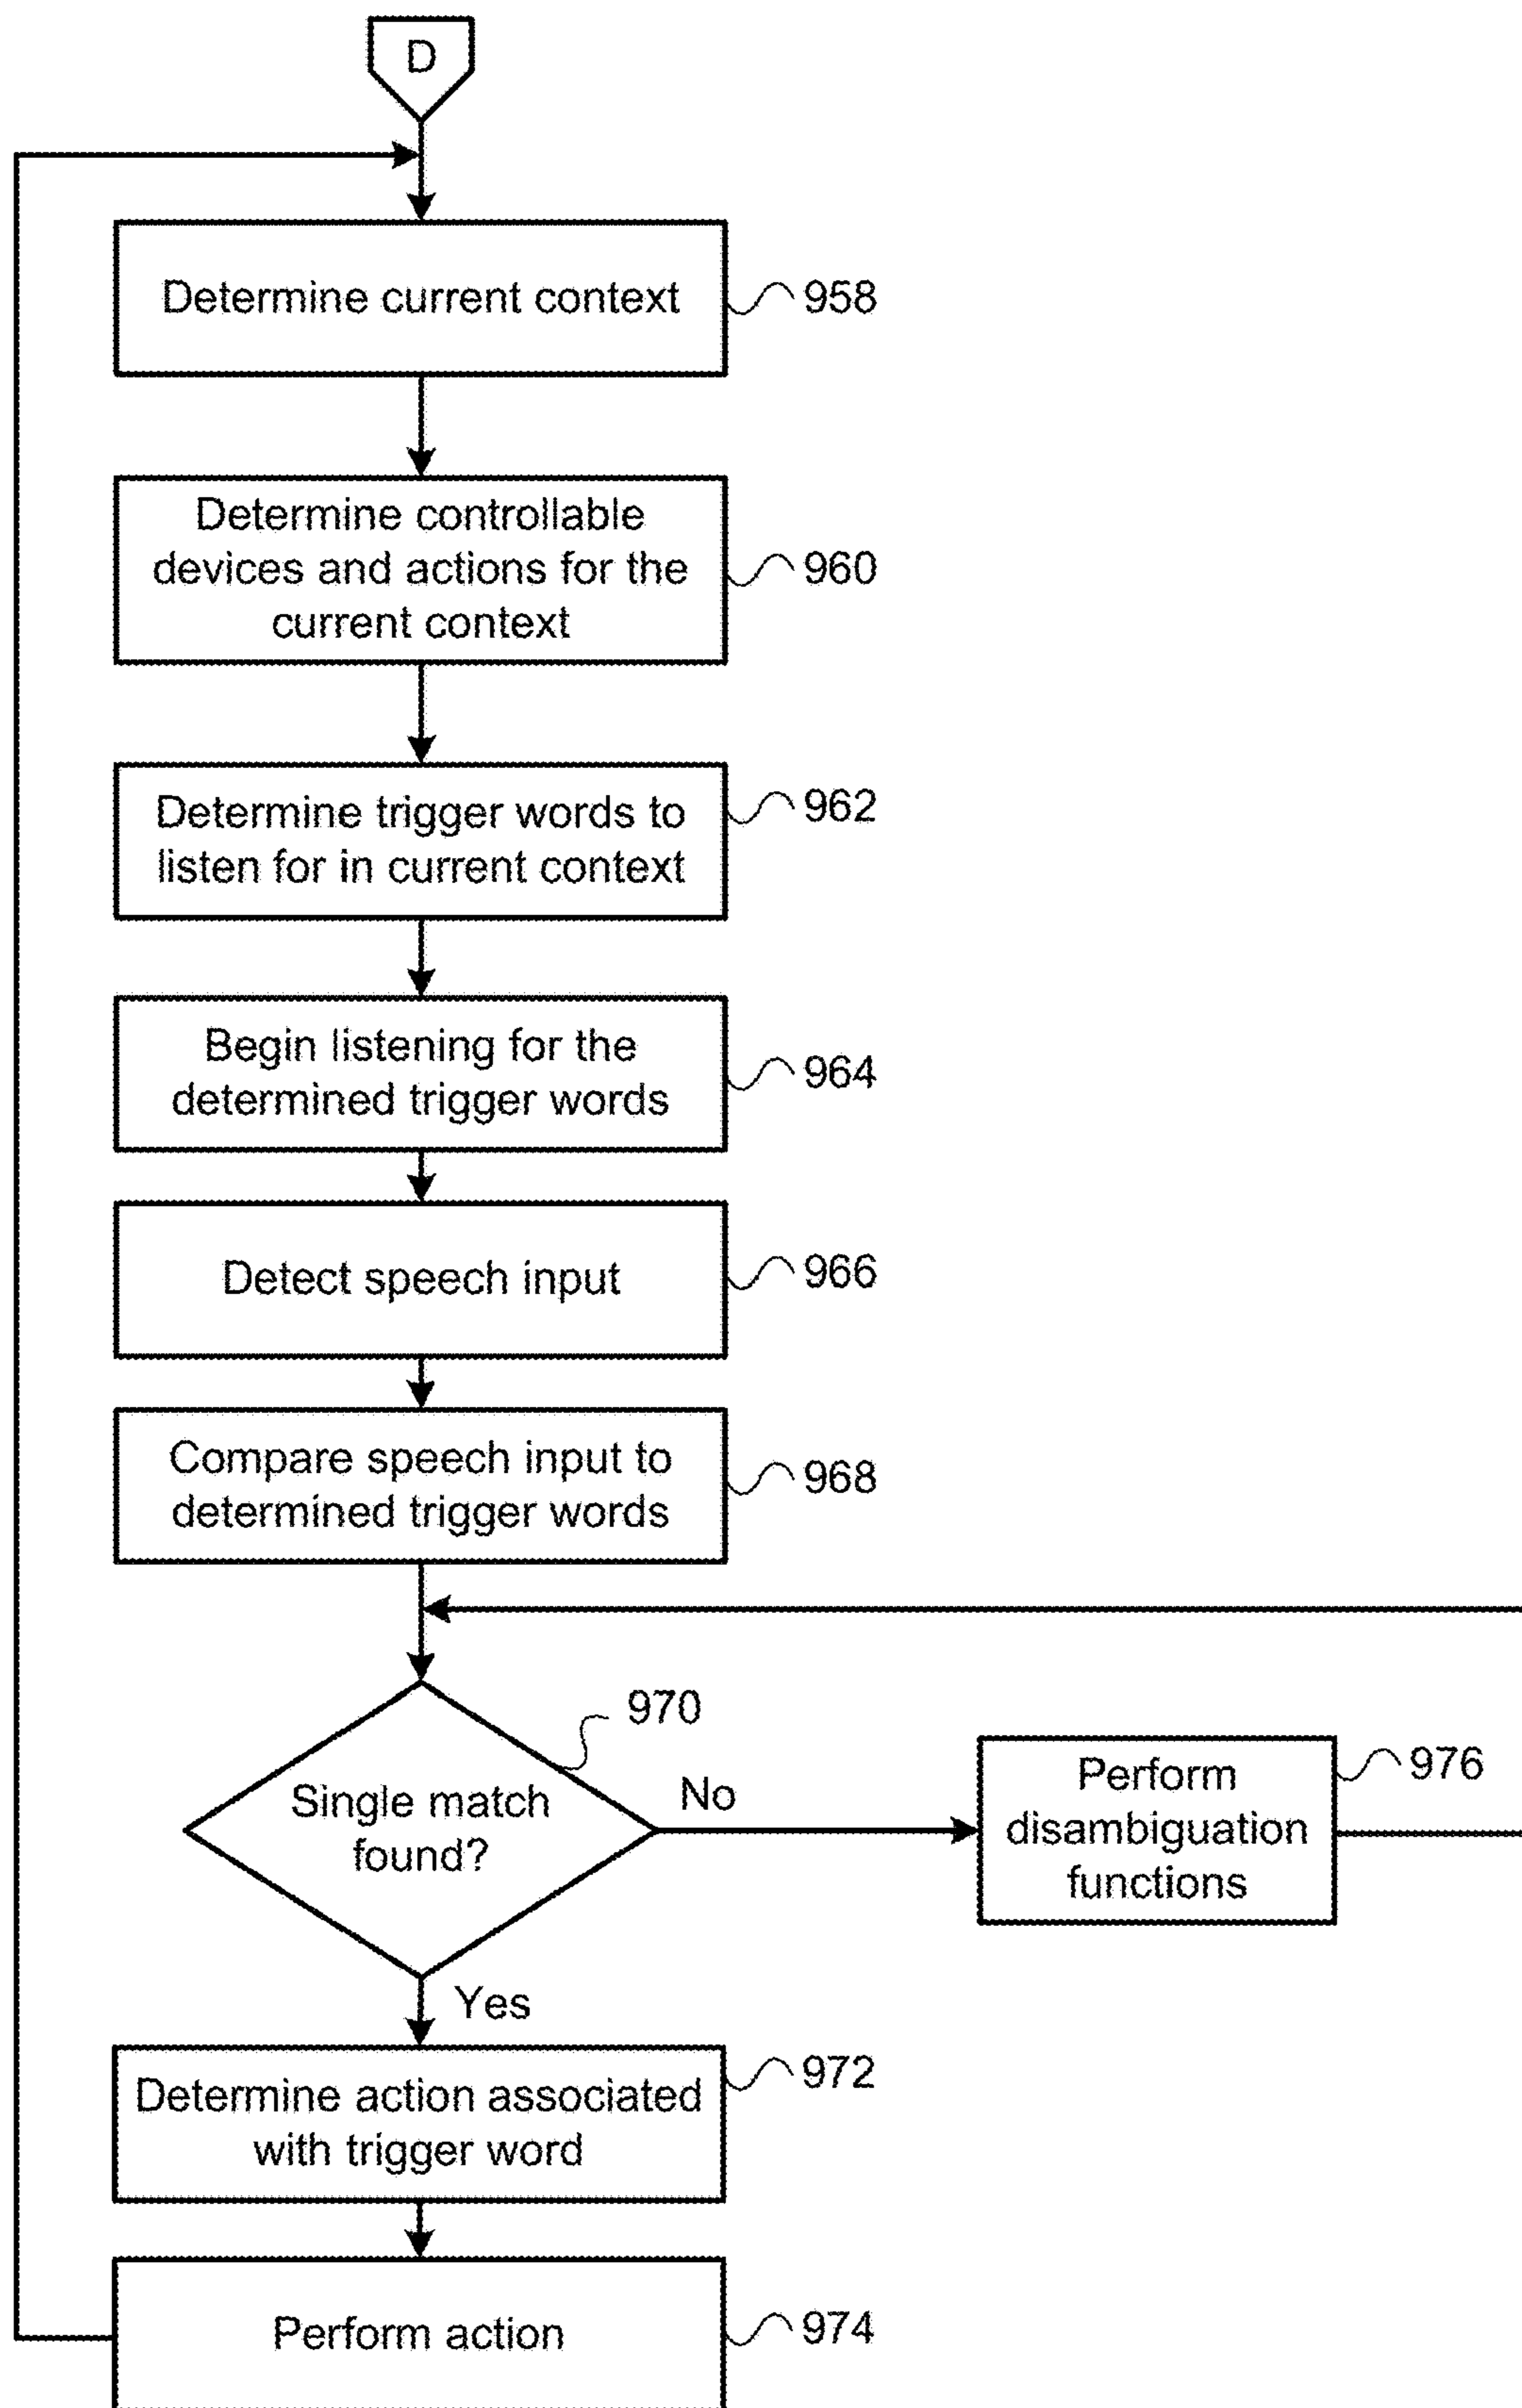 D
Determine current context
958
Determine controllable
devices and actions for the
current context
960
Determine trigger words to
listen for in current context
962
Begin listening for the
determined trigger words
964
Detect speech input
966
Compare speech input to
determined trigger words
968
970
Single match
found?
No
Perform
disambiguation
functions
976
Yes
Determine action associated
with trigger word
972
Perform action
974